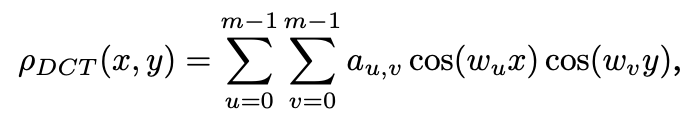 ρ_{DCT}(x, y) = \sum_{u=0}^{m-1} \sum_{v=0}^{m-1} a_{u,v} cos(w_u x) cos(w_v y),